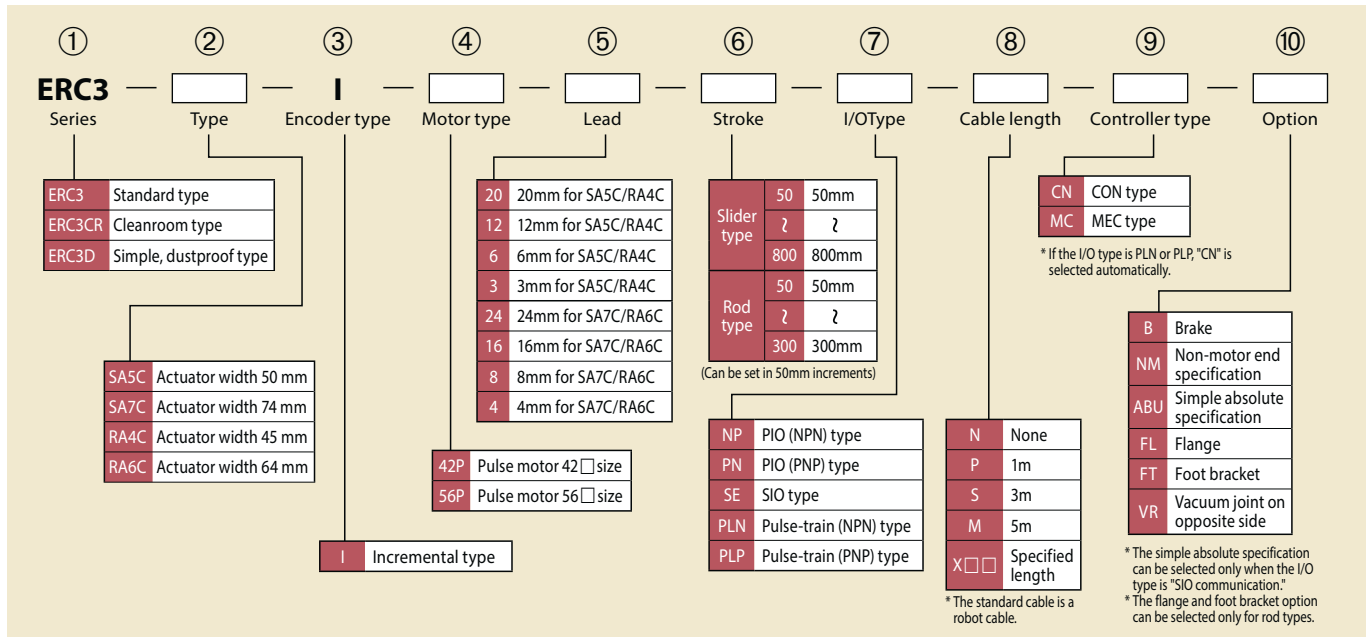 ① ② ③ ④ ⑤ ⑥ ⑦ ⑧ ⑨ ⑩
ERC3 — — I — — — — — — —
Series Type Encoder type Motor type Lead Stroke I/OType Cable length Controller type Option
ERC3 Standard type
ERC3CR Cleanroom type
ERC3D Simple, dustproof type
SA5C Actuator width 50 mm
SA7C Actuator width 74 mm
RA4C Actuator width 45 mm
RA6C Actuator width 64 mm
I Incremental type
42P Pulse motor 42□size
56P Pulse motor 56□size
20 20mm for SA5C/RA4C
12 12mm for SA5C/RA4C
6 6mm for SA5C/RA4C
3 3mm for SA5C/RA4C
24 24mm for SA7C/RA6C
16 16mm for SA7C/RA6C
8 8mm for SA7C/RA6C
4 4mm for SA7C/RA6C
Slider
type
50 50mm
~ ~
800 800mm
Rod
type
50 50mm
~ ~
300 300mm
(Can be set in 50mm increments)
NP PIO (NPN) type
PN PIO (PNP) type
SE SIO type
PLN Pulse-train (NPN) type
PLP Pulse-train (PNP) type
N None
P 1m
S 3m
M 5m
X□□ Specified
length
* The standard cable is a
robot cable.
CN CON type
MC MEC type
* If the I/O type is PLN or PLP, "CN" is
selected automatically.
B Brake
NM Non-motor end
specification
ABU Simple absolute
specification
FL Flange
FT Foot bracket
VR Vacuum joint on
opposite side
* The simple absolute specification
can be selected only when the I/O
type is "SIO communication."
* The flange and foot bracket option
can be selected only for rod types.